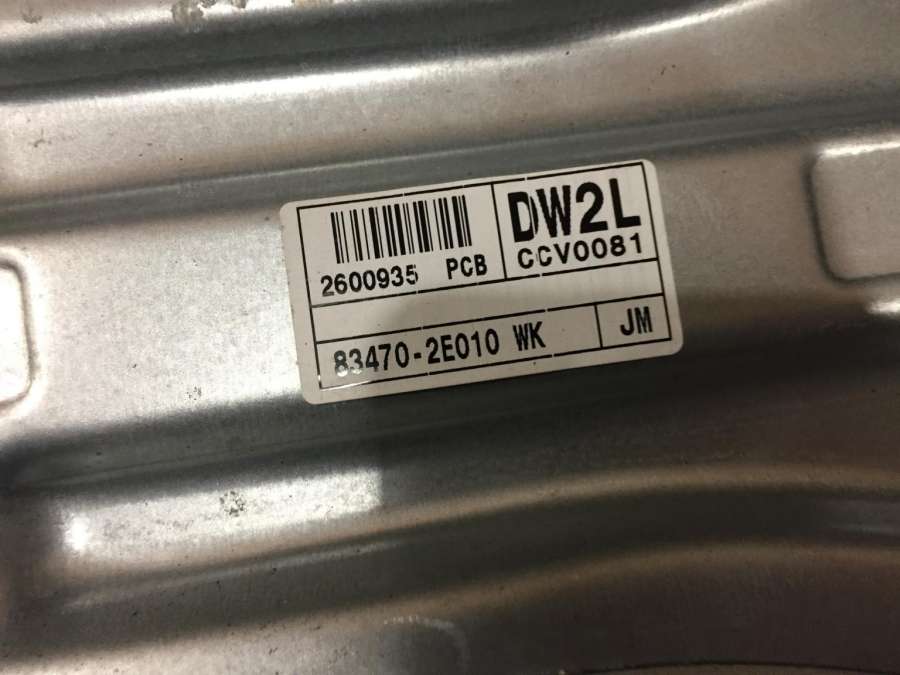 2600935 PCB
DW2L
CCV0081
83470-2E010 WK
JM